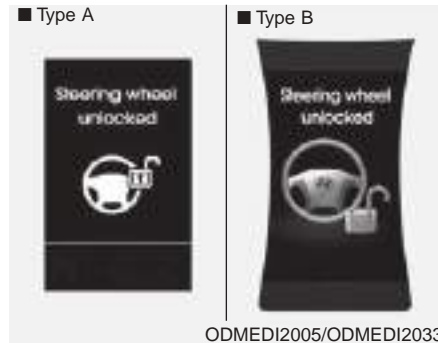 ■ Type A
■ Type B
Steering wheel
unlocked
Steering wheel
unlocked
ODMEDI2005/ODMEDI2033